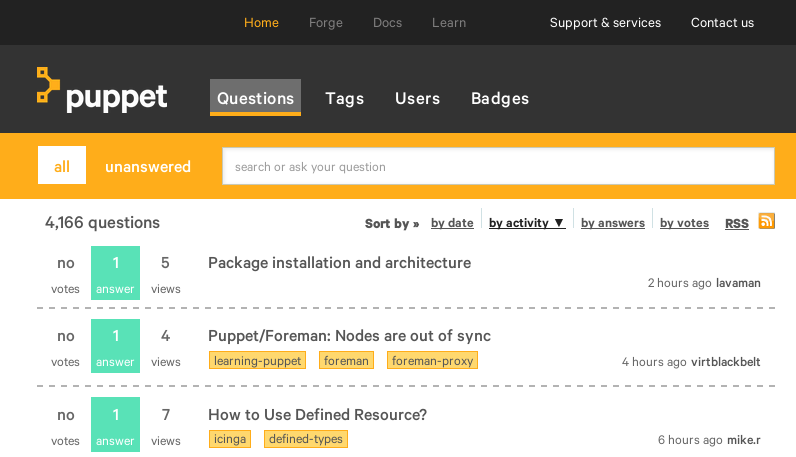 Home Forge Docs Learn Support & services Contact us
puppet Questions Tags Users Badges
all unanswered search or ask your question
4,166 questions Sort by » by date by activity ▼ by answers by votes RSS
no 1 5 Package installation and architecture
votes answer views 2 hours ago lavaman
no 1 4 Puppet/Foreman: Nodes are out of sync
votes answer views learning-puppet foreman foreman-proxy 4 hours ago virtblackbelt
no 1 7 How to Use Defined Resource?
votes answer views icinga defined-types 6 hours ago mike.r